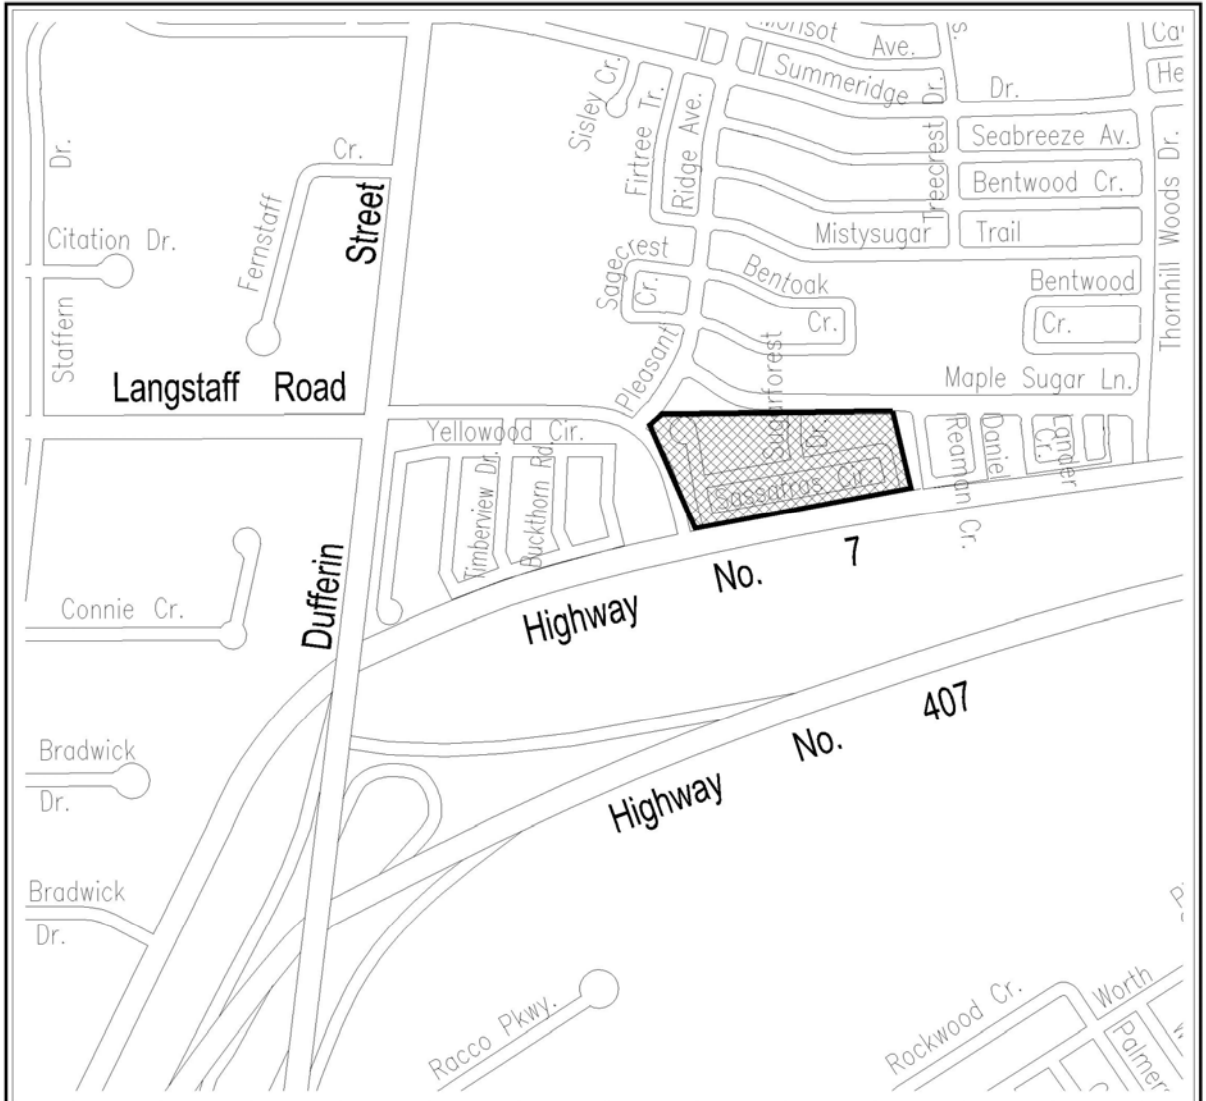 Morisot
Ave.
Summeridge
Dr.
Sisley Cr.
Firtree Tr.
Ridge Ave.
Treecrest Dr.
Seabreeze Av.
Bentwood Cr.
Mistysugar Trail
Thornhill Woods Dr.
Dr.
Cr.
Fernstaff
Street
Citation Dr.
Staffern
Sagecrest
Cr.
Bentoak
Cr.
Bentwood
Cr.
Pleasant
Sugarforest
Dr.
Maple Sugar Ln.
Langstaff Road
Yellowood Cir.
Timberview Dr.
Buckthorn Rd.
Sassafras Cir.
Reaman Cr.
Daniel
Lander
Cr.
Dufferin
Connie Cr.
Highway No. 7
Highway No. 407
Bradwick
Dr.
Bradwick
Dr.
Racco Pkwy.
Rockwood Cr.
Worth
Palmer